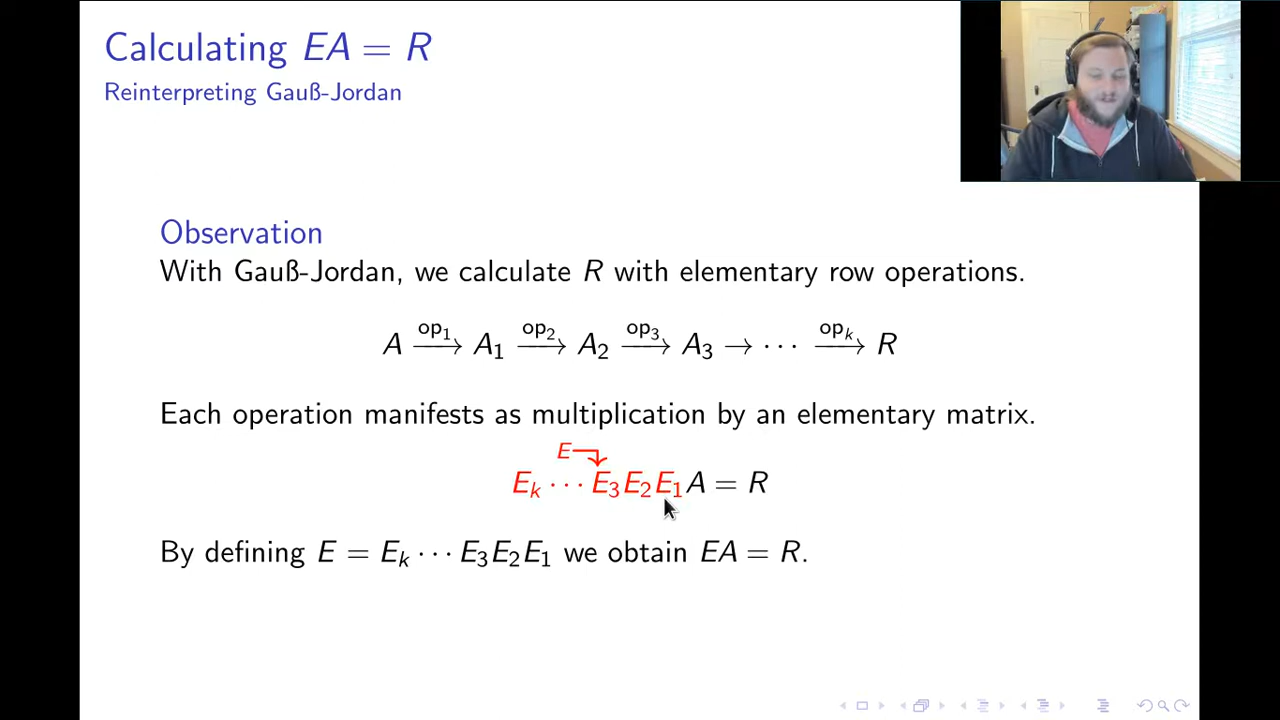 Calculating EA = R
Reinterpreting Gauß-Jordan
Observation
With Gauß-Jordan, we calculate R with elementary row operations.
A —op₁→ A₁ —op₂→ A₂ —op₃→ A₃ → ⋯ —opₖ→ R
Each operation manifests as multiplication by an elementary matrix.
E
Eₖ ⋯ E₃E₂E₁A = R
By defining E = Eₖ ⋯ E₃E₂E₁ we obtain EA = R.